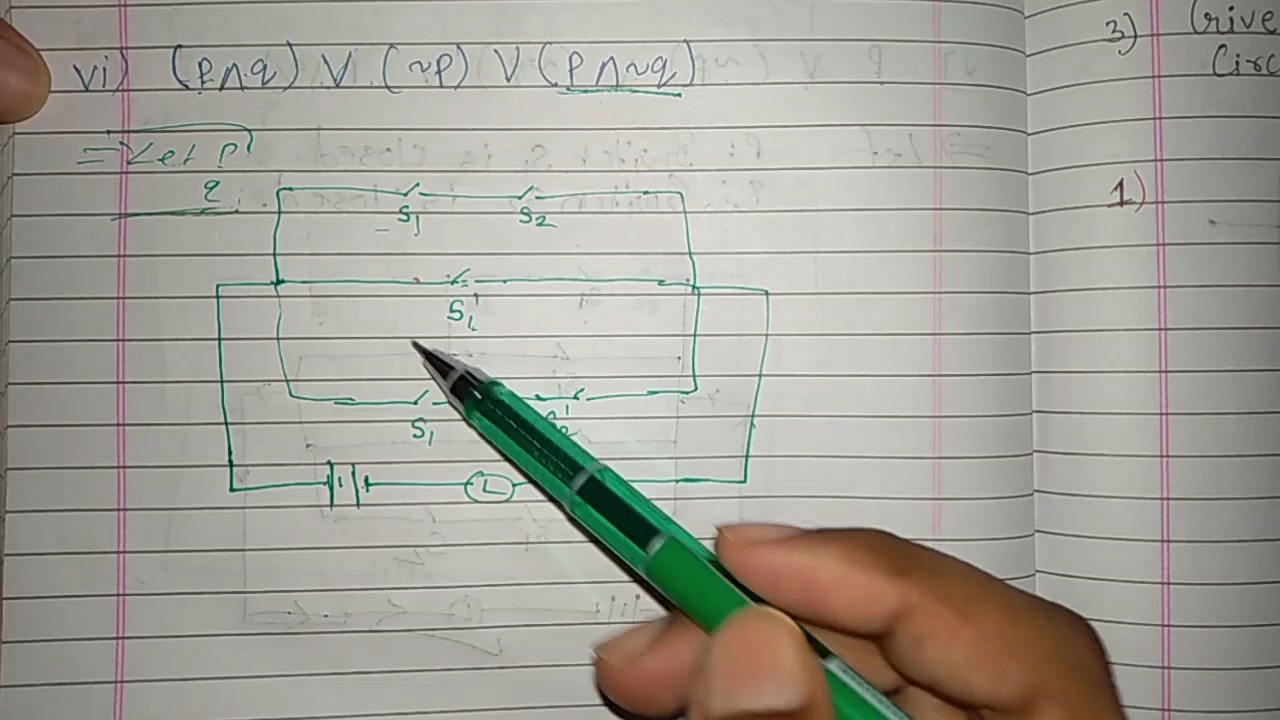 vi) (p∧q) ∨ (~p) ∨ (p∧~q)
= Let p:
q:
S1 S2
S1'
S1
L
3) Give
Circ
1)